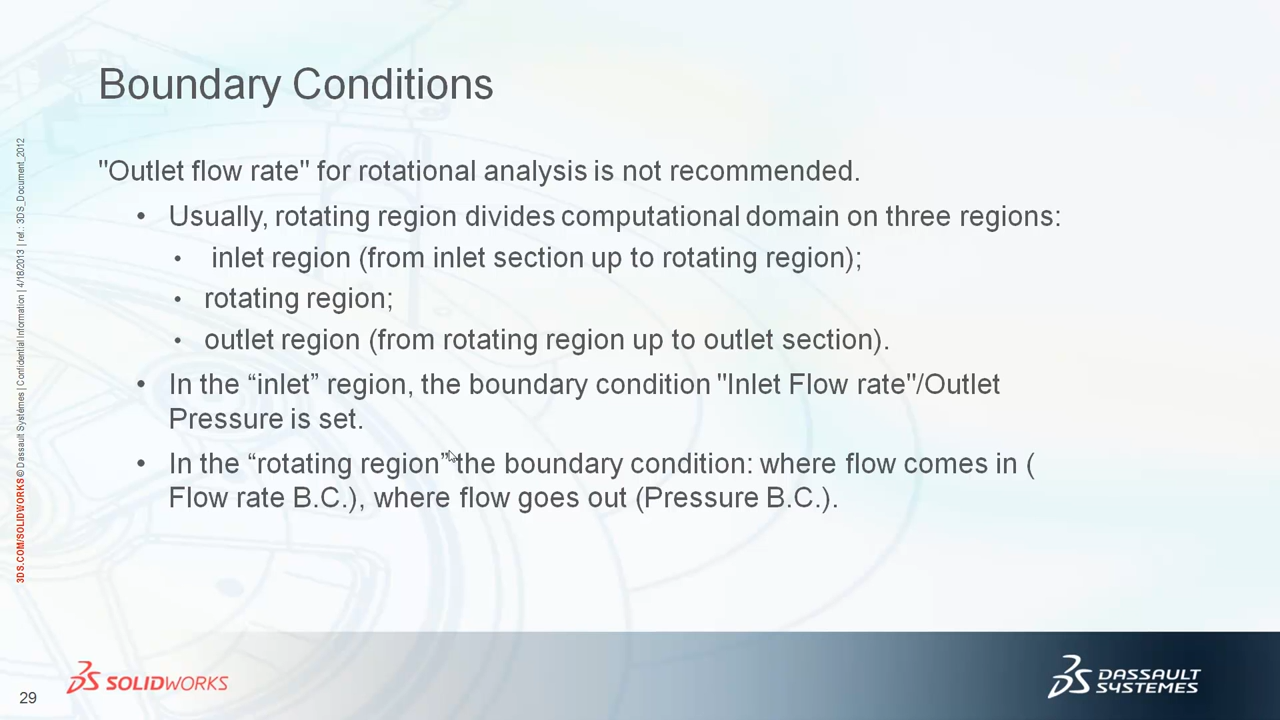 Boundary Conditions
"Outlet flow rate" for rotational analysis is not recommended.
• Usually, rotating region divides computational domain on three regions:
• inlet region (from inlet section up to rotating region);
• rotating region;
• outlet region (from rotating region up to outlet section).
• In the “inlet” region, the boundary condition "Inlet Flow rate"/Outlet
Pressure is set.
• In the “rotating region” the boundary condition: where flow comes in (
Flow rate B.C.), where flow goes out (Pressure B.C.).
3DS.COM/SOLIDWORKS © Dassault Systèmes | Confidential Information | 4/18/2013 | ref.: 3DS_Document_2012
29
SOLIDWORKS
DASSAULT
SYSTEMES